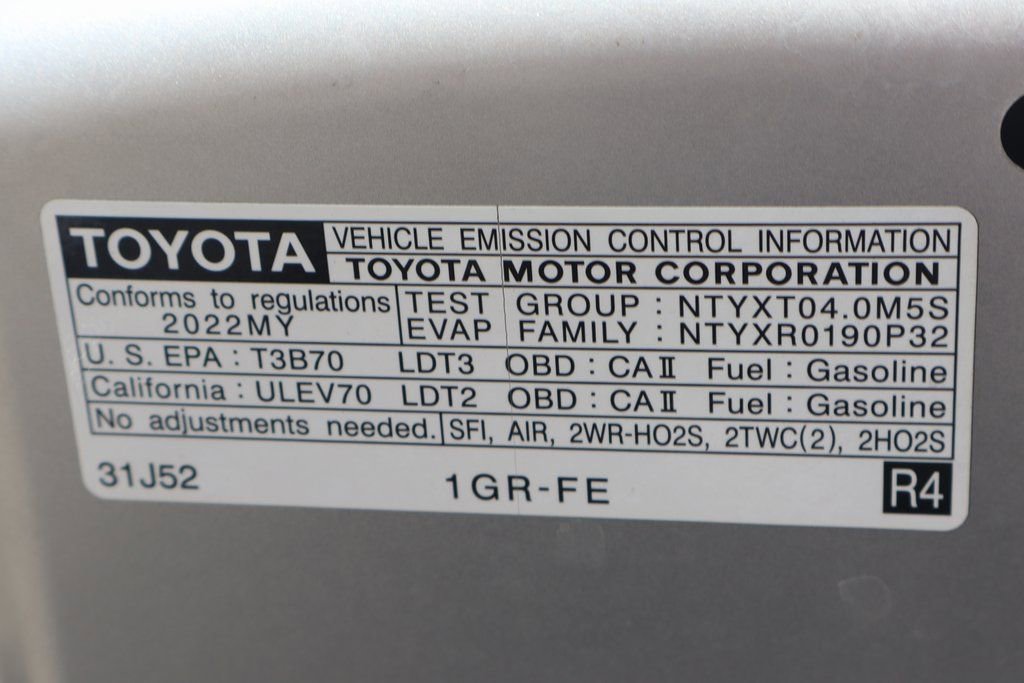 TOYOTA VEHICLE EMISSION CONTROL INFORMATION
TOYOTA MOTOR CORPORATION
Conforms to regulations
2022MY
TEST GROUP : NTYXT04.0M5S
EVAP FAMILY : NTYXR0190P32
U. S. EPA : T3B70 LDT3 OBD : CAⅡ Fuel : Gasoline
California : ULEV70 LDT2 OBD : CAⅡ Fuel : Gasoline
No adjustments needed. SFI, AIR, 2WR-HO2S, 2TWC(2), 2HO2S
31J52 1GR-FE R4